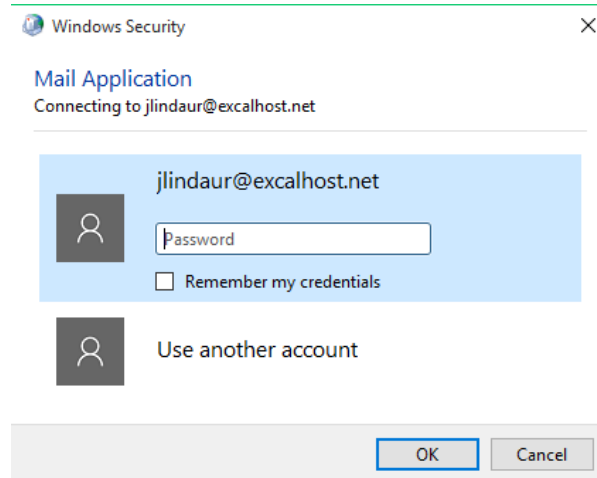 Windows Security
Mail Application
Connecting to jlindaur@excalhost.net
jlindaur@excalhost.net
Password
Remember my credentials
Use another account
OK Cancel